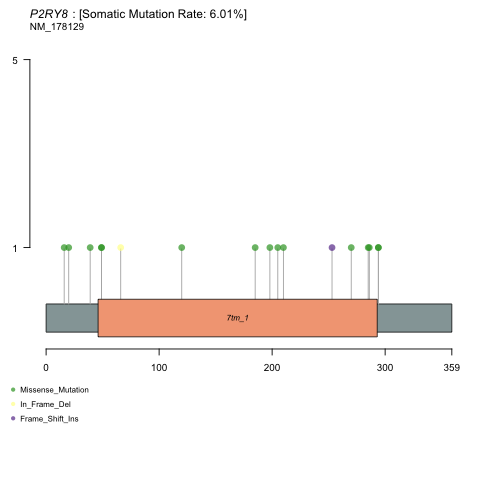 P2RY8 : [Somatic Mutation Rate: 6.01%]
NM_178129
5
1
7tm_1
0 100 200 300 359
Missense_Mutation
In_Frame_Del
Frame_Shift_Ins